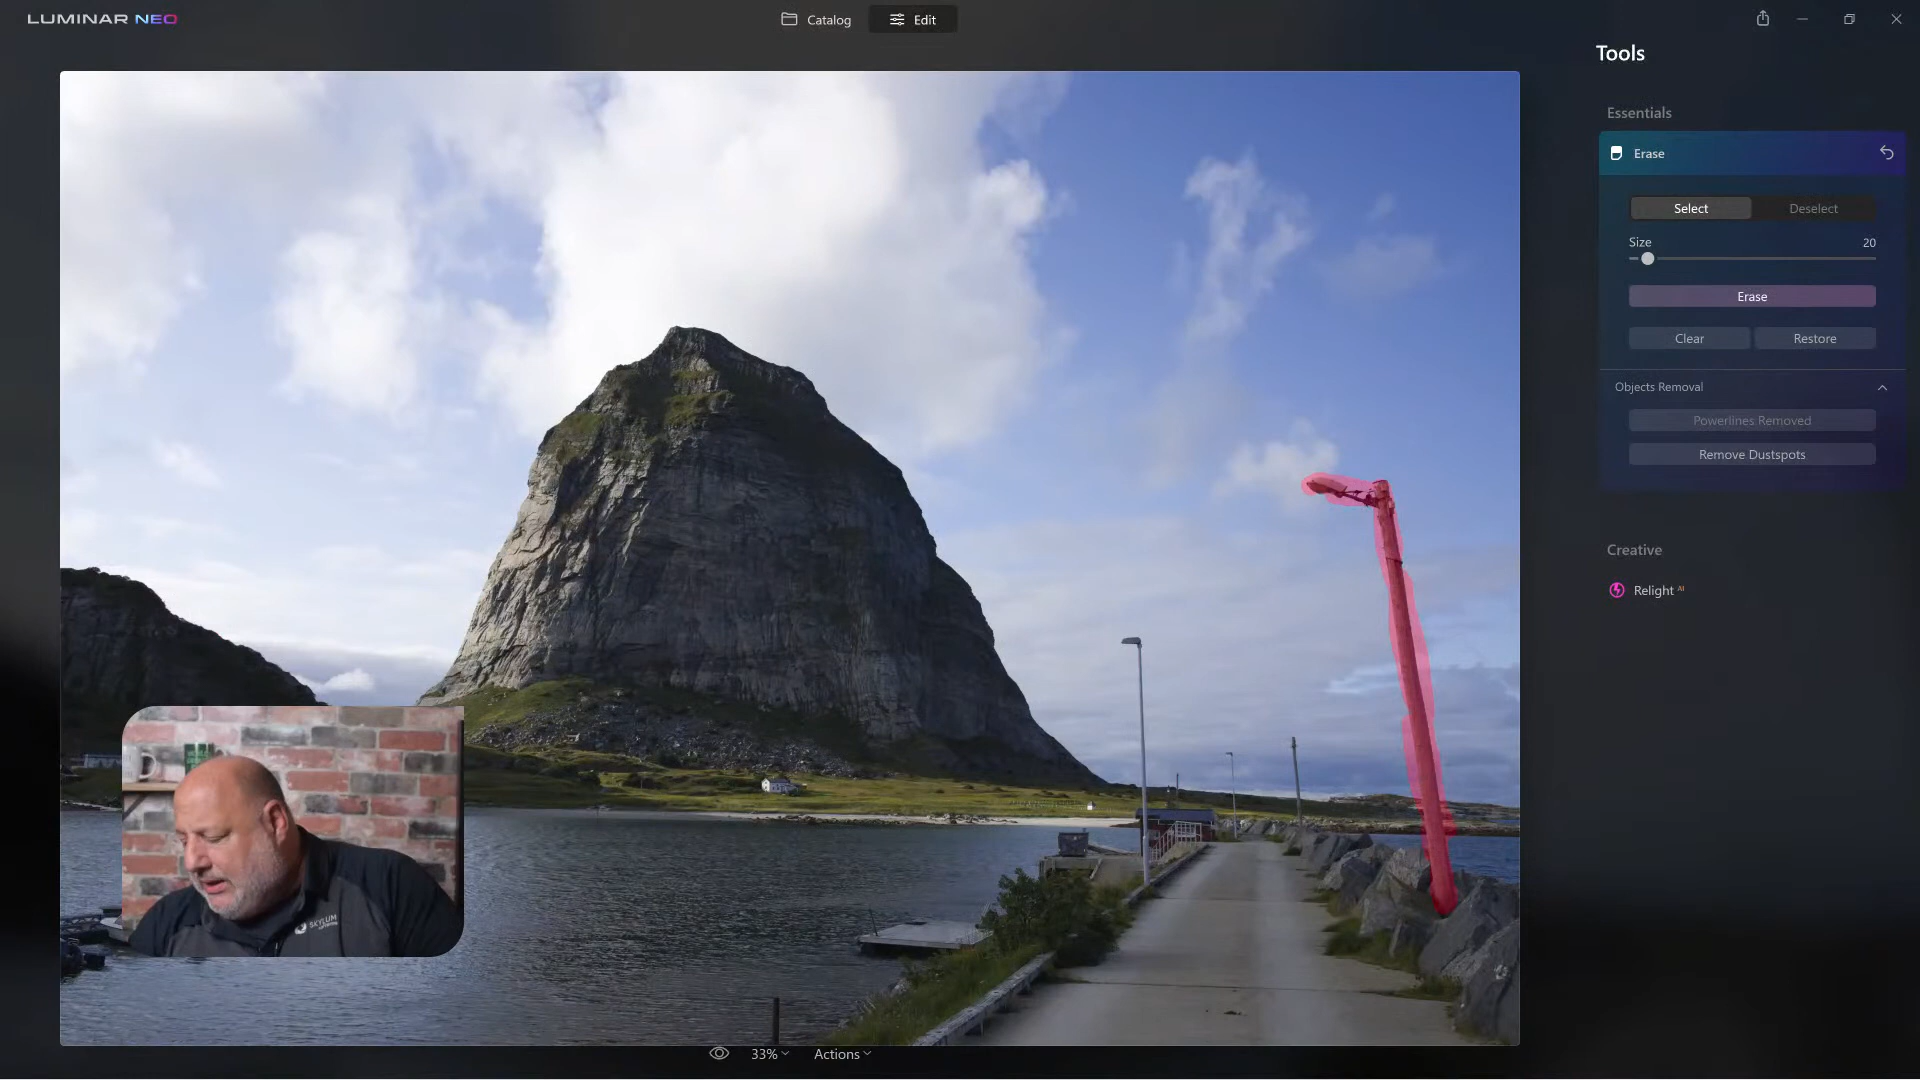 LUMINAR NEO
Catalog
Edit
Tools
Essentials
Erase
Select
Deselect
Size
20
Erase
Clear
Restore
Objects Removal
Powerlines Removed
Remove Dustspots
Creative
Relight AI
SKYLUM
33%
Actions